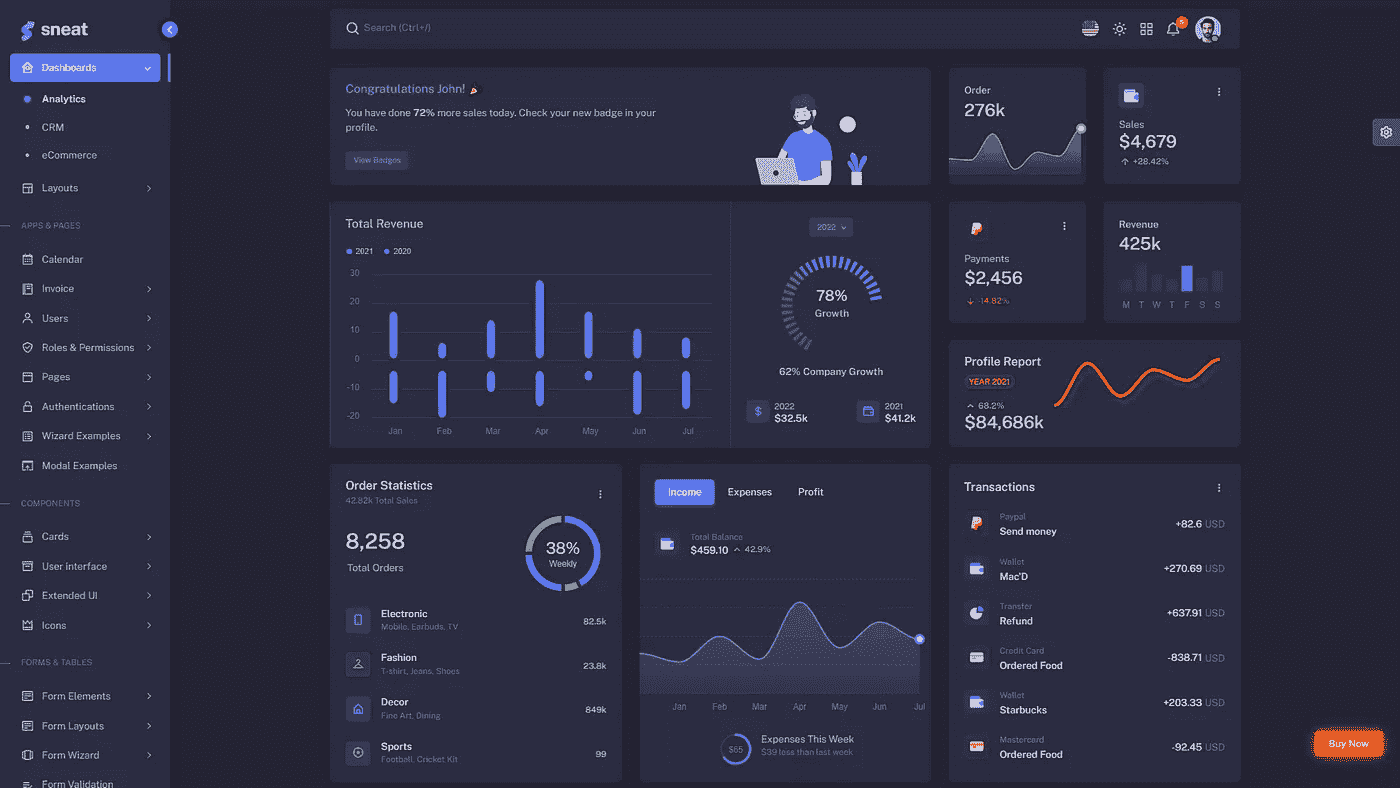 sneat
Dashboards
Analytics
CRM
eCommerce
Layouts
APPS & PAGES
Calendar
Invoice
Users
Roles & Permissions
Pages
Authentications
Wizard Examples
Modal Examples
COMPONENTS
Cards
User interface
Extended UI
Icons
FORMS & TABLES
Form Elements
Form Layouts
Form Wizard
Form Validation
Search (Ctrl+/)
5
Congratulations John!
You have done 72% more sales today. Check your new badge in your
profile.
View Badges
Order
276k
Sales
$4,679
+28.42%
Total Revenue
2021 2020
30
20
10
0
-10
-20
Jan Feb Mar Apr May Jun Jul
2022
78%
Growth
62% Company Growth
2022
$32.5k
2021
$41.2k
Payments
$2,456
-14.82%
Revenue
425k
M T W T F S S
Profile Report
YEAR 2021
68.2%
$84,686k
Order Statistics
42.82k Total Sales
8,258
Total Orders
38%
Weekly
Electronic
Mobile, Earbuds, TV
82.5k
Fashion
T-shirt, Jeans, Shoes
23.8k
Decor
Fine Art, Dining
849k
Sports
Football, Cricket Kit
99
Income Expenses Profit
Total Balance
$459.10 42.9%
Jan Feb Mar Apr May Jun Jul
$65
Expenses This Week
$39 less than last week
Transactions
Paypal
Send money
+82.6 USD
Wallet
Mac'D
+270.69 USD
Transfer
Refund
+637.91 USD
Credit Card
Ordered Food
-838.71 USD
Wallet
Starbucks
+203.33 USD
Mastercard
Ordered Food
-92.45 USD
Buy Now